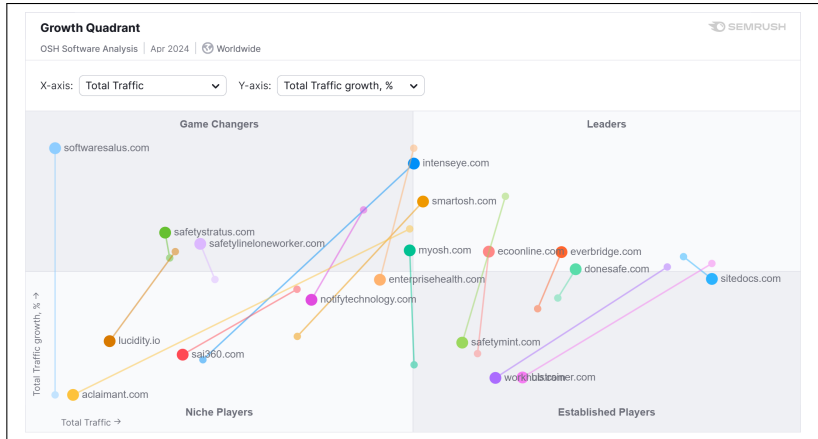 Growth Quadrant
SEMRUSH
OSH Software Analysis | Apr 2024 | Worldwide
X-axis: Total Traffic Y-axis: Total Traffic growth, %
Game Changers Leaders
softwaresalus.com
intenseye.com
smartosh.com
safetystratus.com
safetylineloneworker.com
myosh.com ecoonline.com everbridge.com
donesafe.com
enterprisehealth.com sitedocs.com
notifytechnology.com
lucidity.io safetymint.com
sai360.com
aclaimant.com
Niche Players Established Players
Total Traffic growth, % →
Total Traffic →